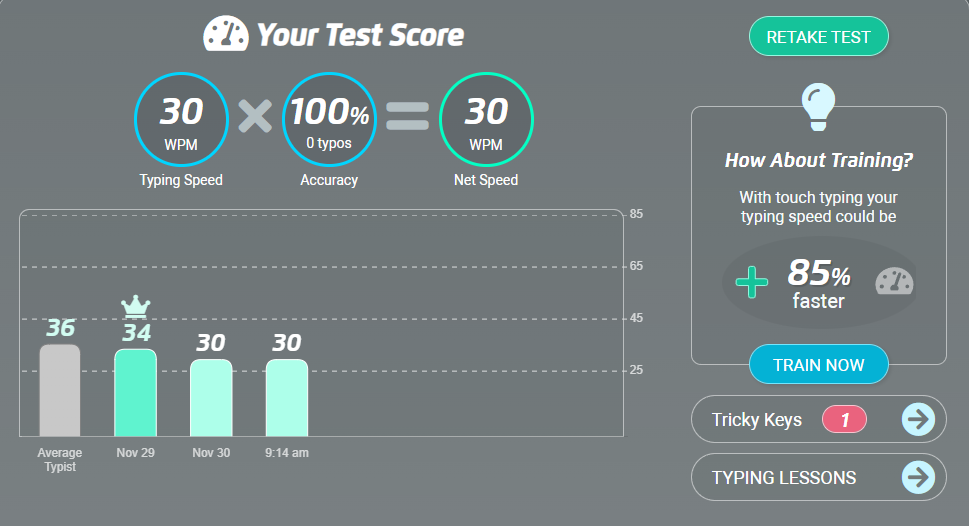 Your Test Score
30
WPM
Typing Speed
100%
0 typos
Accuracy
30
WPM
Net Speed
85
65
45
25
36
34
30
30
Average
Typist
Nov 29
Nov 30
9:14 am
RETAKE TEST
How About Training?
With touch typing your
typing speed could be
85%
faster
TRAIN NOW
Tricky Keys 1
TYPING LESSONS